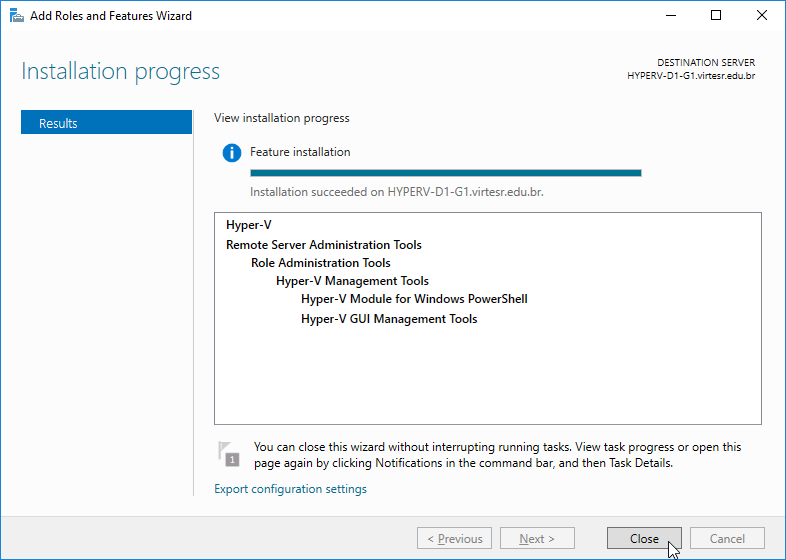 Add Roles and Features Wizard
Installation progress
DESTINATION SERVER
HYPERV-D1-G1.virtesr.edu.br
Results
View installation progress
Feature installation
Installation succeeded on HYPERV-D1-G1.virtesr.edu.br.
Hyper-V
Remote Server Administration Tools
Role Administration Tools
Hyper-V Management Tools
Hyper-V Module for Windows PowerShell
Hyper-V GUI Management Tools
1
You can close this wizard without interrupting running tasks. View task progress or open this
page again by clicking Notifications in the command bar, and then Task Details.
Export configuration settings
< Previous
Next >
Close
Cancel